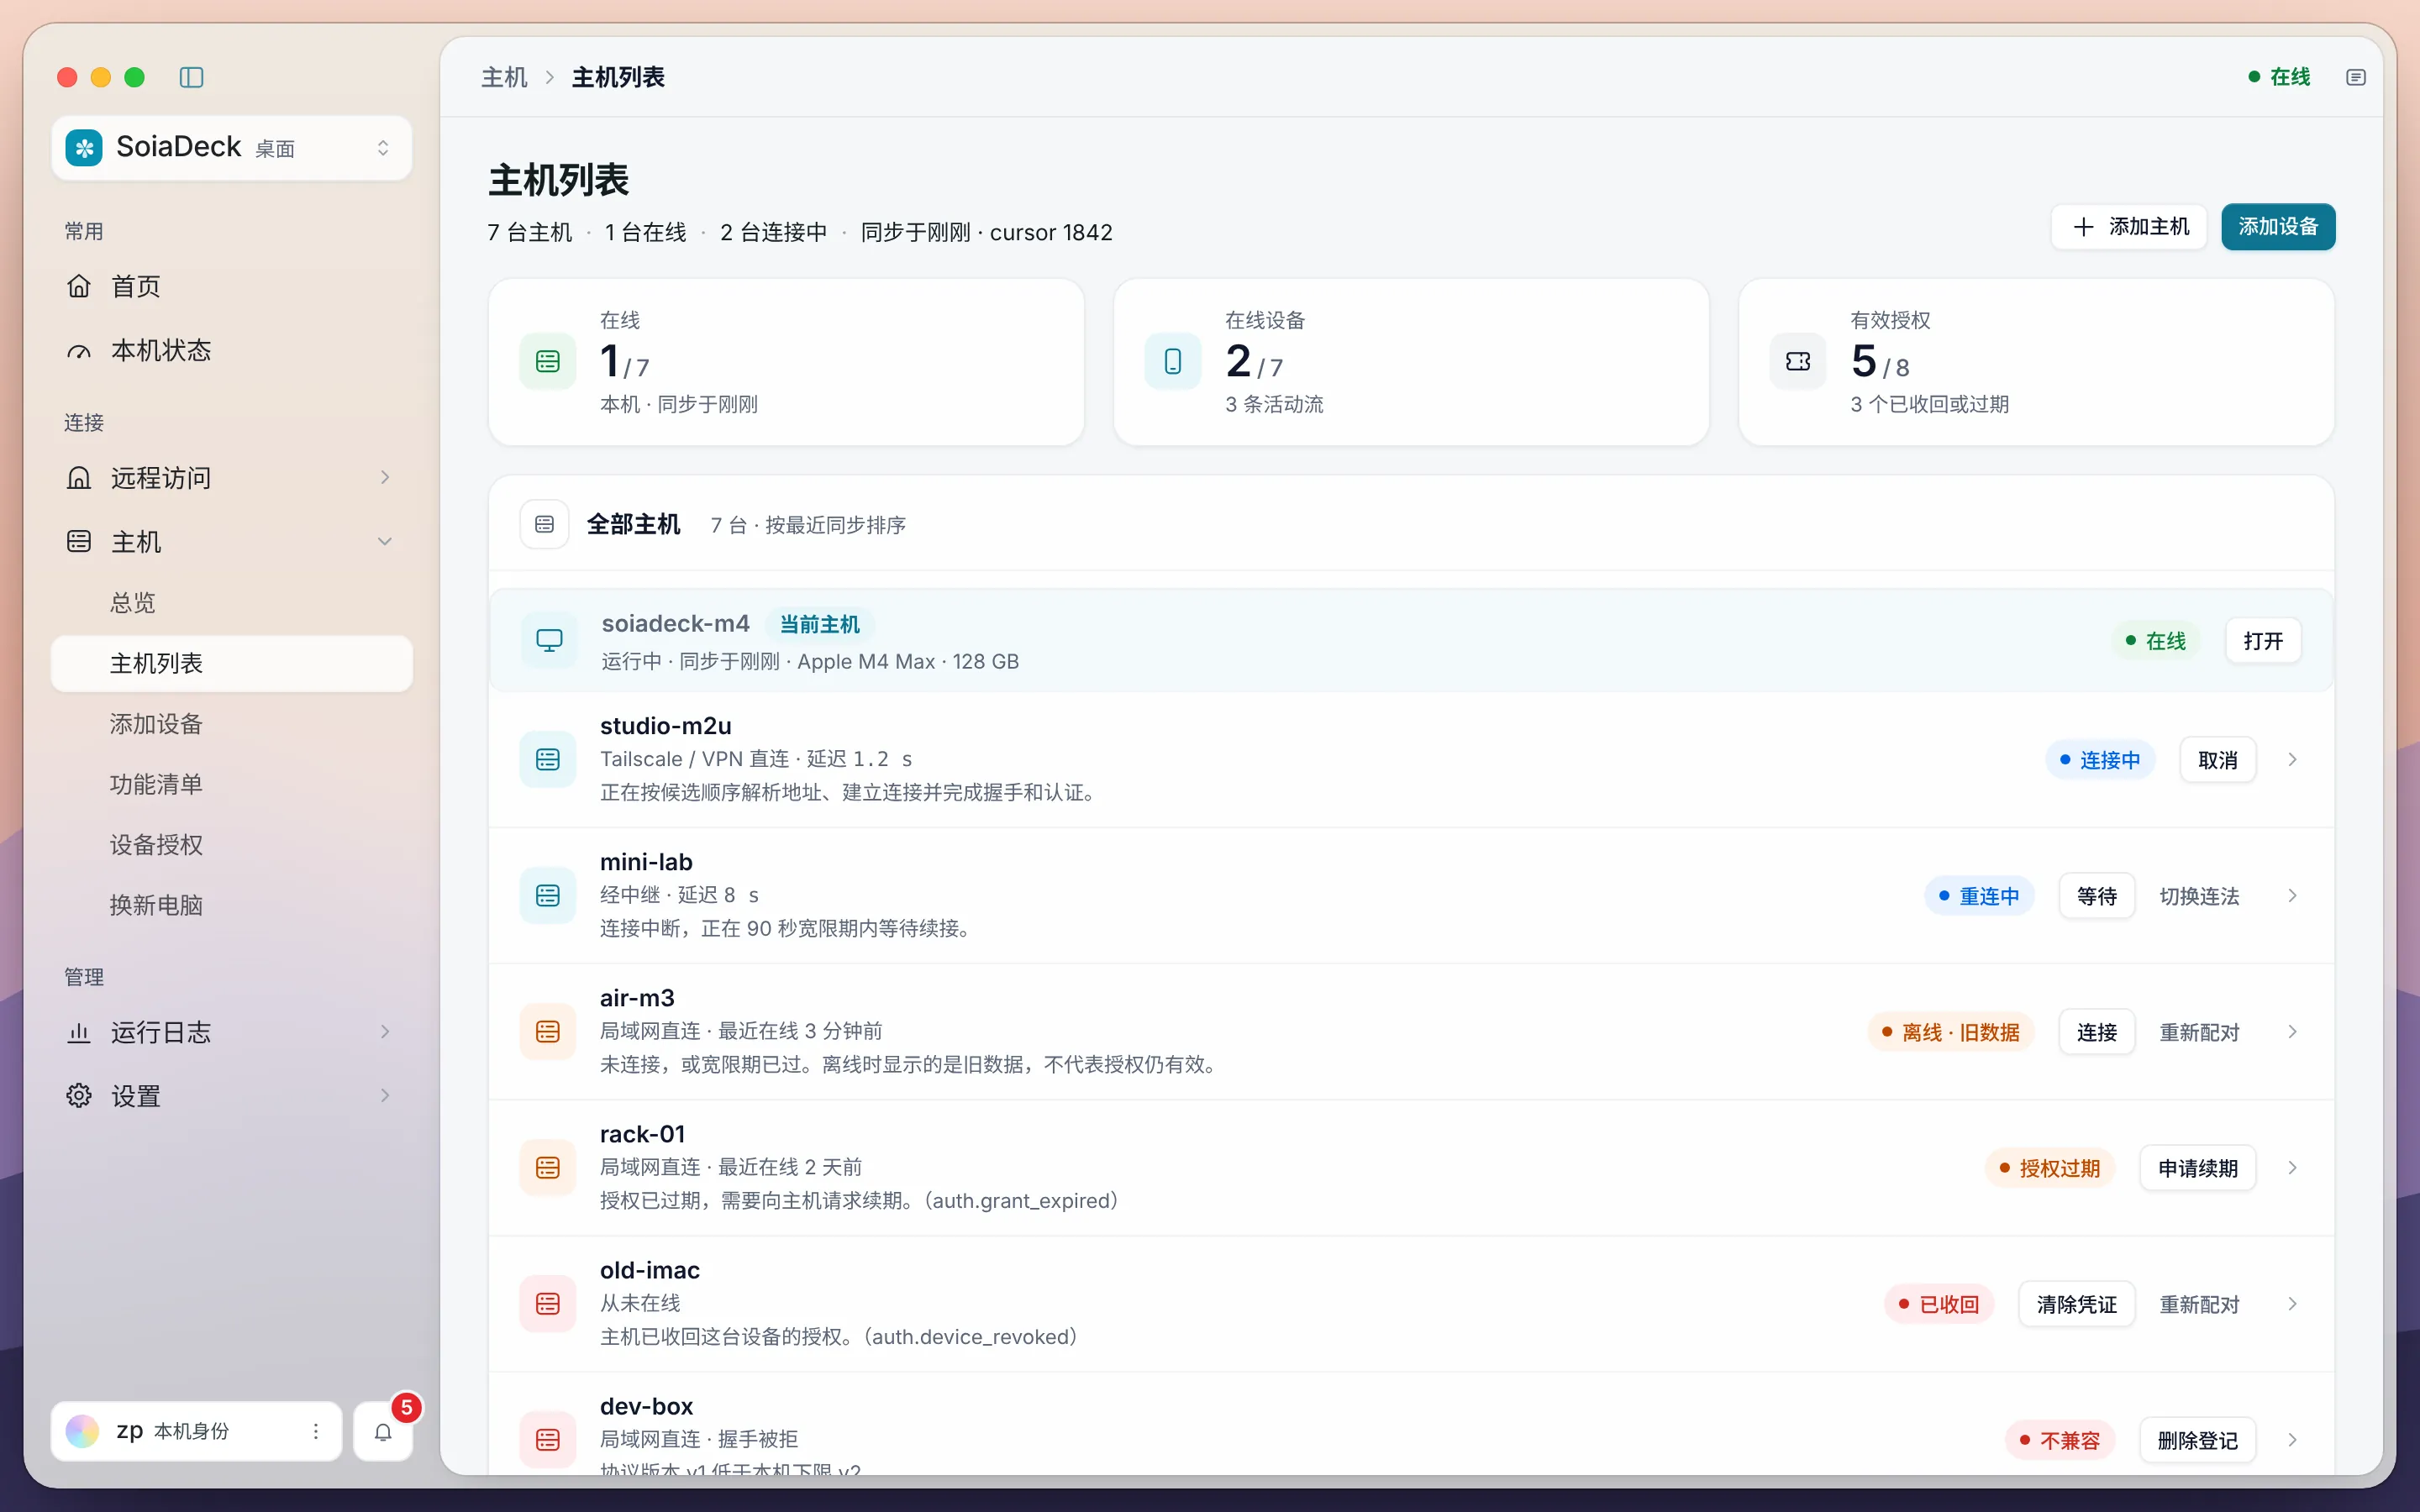 主机 > 主机列表
在线
SoiaDeck 桌面
常用
首页
本机状态
连接
远程访问
主机
总览
主机列表
添加设备
功能清单
设备授权
换新电脑
管理
运行日志
设置
zp 本机身份
5
主机列表
7 台主机 · 1 台在线 · 2 台连接中 · 同步于刚刚 · cursor 1842
添加主机
添加设备
在线
1 / 7
本机 · 同步于刚刚
在线设备
2 / 7
3 条活动流
有效授权
5 / 8
3 个已收回或过期
全部主机 7 台 · 按最近同步排序
soiadeck-m4 当前主机
运行中 · 同步于刚刚 · Apple M4 Max · 128 GB
在线 打开
studio-m2u
Tailscale / VPN 直连 · 延迟 1.2 s
正在按候选顺序解析地址、建立连接并完成握手和认证。
连接中 取消
mini-lab
经中继 · 延迟 8 s
连接中断，正在 90 秒宽限期内等待续接。
重连中 等待 切换连法
air-m3
局域网直连 · 最近在线 3 分钟前
未连接，或宽限期已过。离线时显示的是旧数据，不代表授权仍有效。
离线 · 旧数据 连接 重新配对
rack-01
局域网直连 · 最近在线 2 天前
授权已过期，需要向主机请求续期。（auth.grant_expired）
授权过期 申请续期
old-imac
从未在线
主机已收回这台设备的授权。（auth.device_revoked）
已收回 清除凭证 重新配对
dev-box
局域网直连 · 握手被拒
协议版本 v1 低于本机下限 v2
不兼容 删除登记